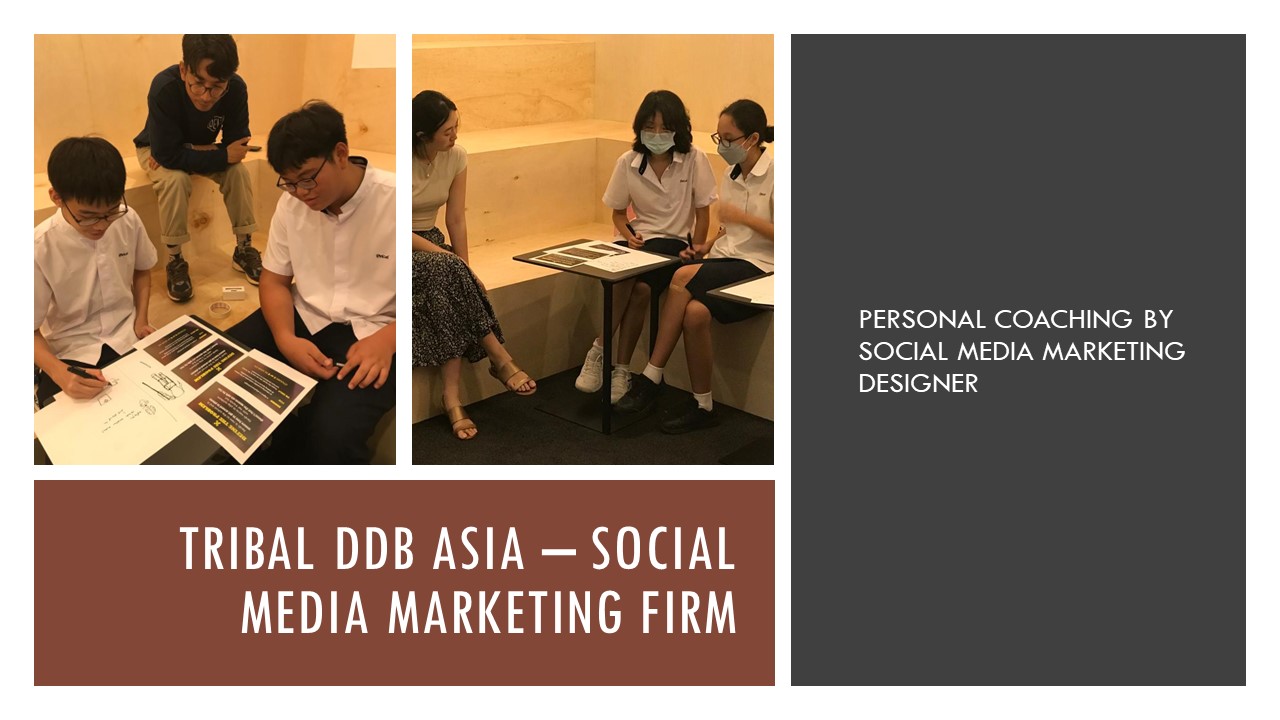 TRIBAL DDB ASIA – SOCIAL
MEDIA MARKETING FIRM
PERSONAL COACHING BY
SOCIAL MEDIA MARKETING
DESIGNER